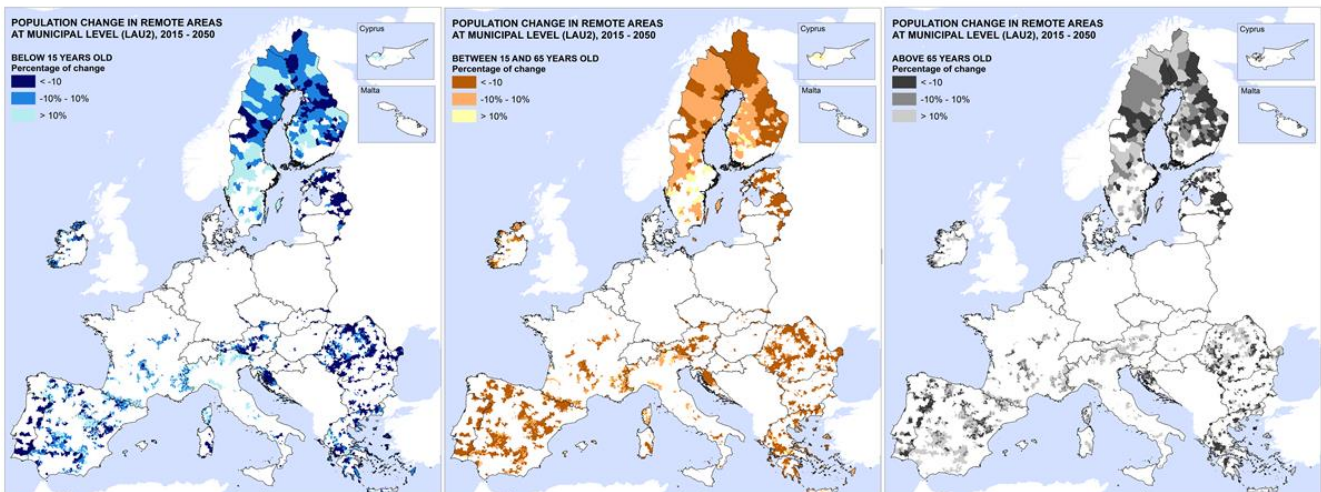 POPULATION CHANGE IN REMOTE AREAS
AT MUNICIPAL LEVEL (LAU2), 2015 - 2050
BELOW 15 YEARS OLD
Percentage of change
< -10
-10% - 10%
> 10%
Cyprus
Malta
POPULATION CHANGE IN REMOTE AREAS
AT MUNICIPAL LEVEL (LAU2), 2015 - 2050
BETWEEN 15 AND 65 YEARS OLD
Percentage of change
< -10
-10% - 10%
> 10%
Cyprus
Malta
POPULATION CHANGE IN REMOTE AREAS
AT MUNICIPAL LEVEL (LAU2), 2015 - 2050
ABOVE 65 YEARS OLD
Percentage of change
< -10
-10% - 10%
> 10%
Cyprus
Malta